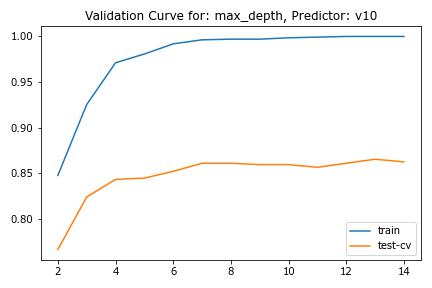 Validation Curve for: max_depth, Predictor: v10
1.00
0.95
0.90
0.85
0.80
train
test-cv
2 4 6 8 10 12 14